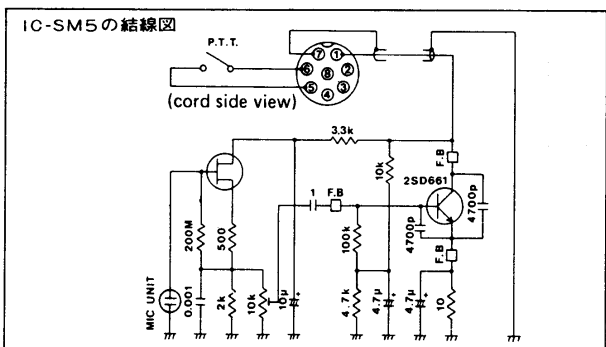 IC-SM5の結線図
P.T.T.
7 1
6 8 2
5 4 3
(cord side view)
3.3k
10k
F.B
2SD661
1 F.B
4700p
4700p
200M
500
100k
F.B
MIC UNIT
0.001
2k
10k
10μ
+
4.7k
4.7μ
+
4.7μ
+
10